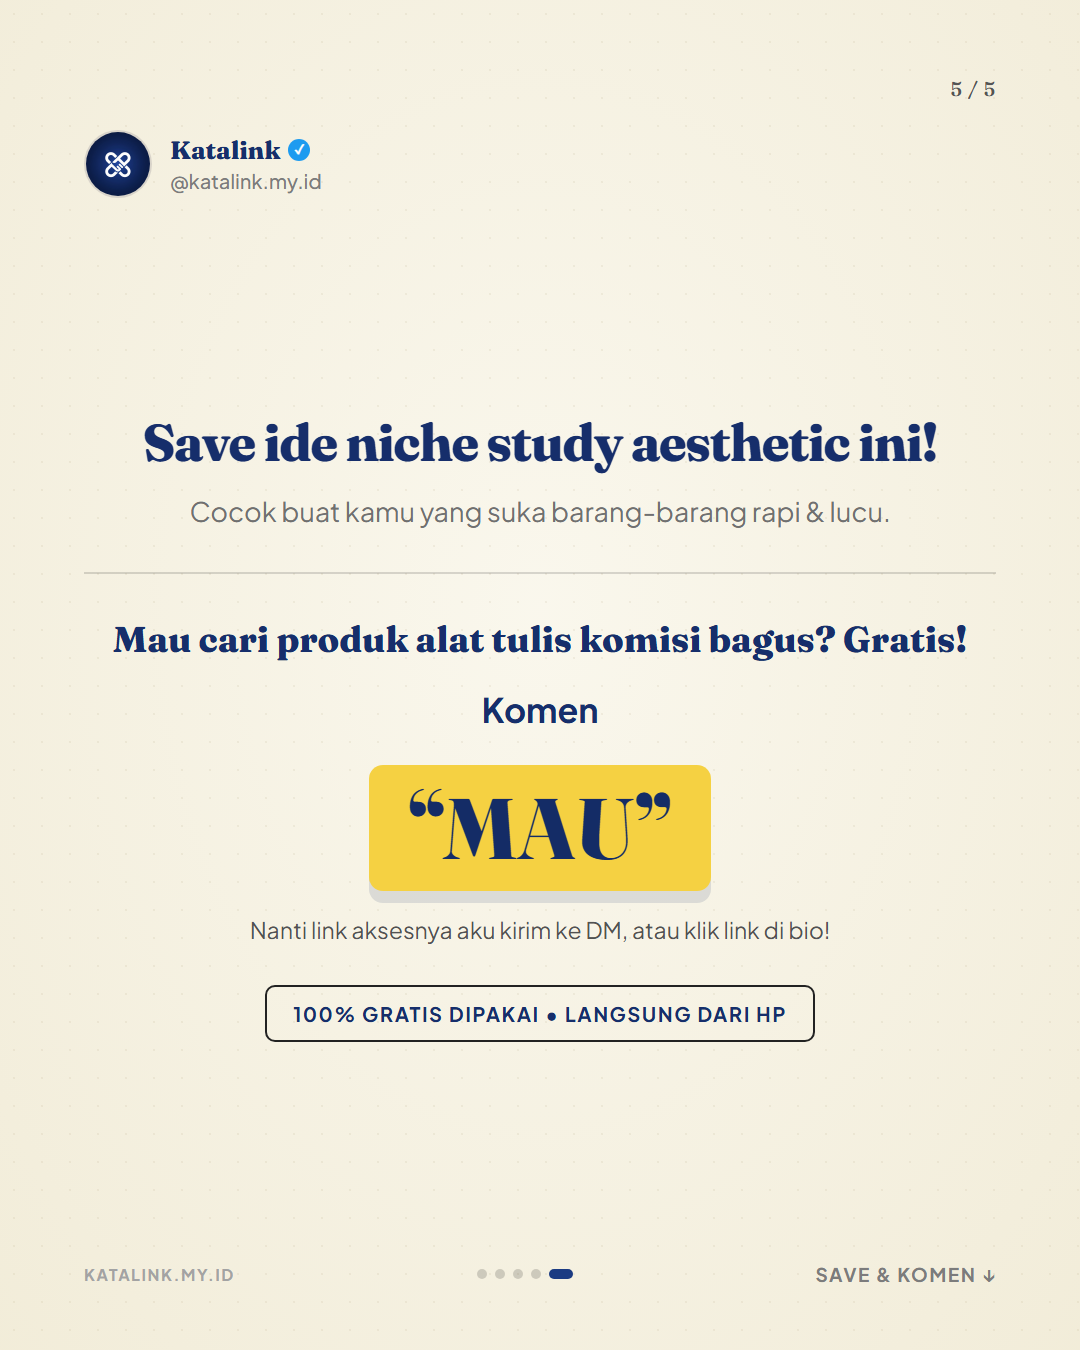 5 / 5
Katalink
@katalink.my.id
Save ide niche study aesthetic ini!
Cocok buat kamu yang suka barang-barang rapi & lucu.
Mau cari produk alat tulis komisi bagus? Gratis!
Komen
“MAU”
Nanti link aksesnya aku kirim ke DM, atau klik link di bio!
100% GRATIS DIPAKAI • LANGSUNG DARI HP
KATALINK.MY.ID
SAVE & KOMEN ↓